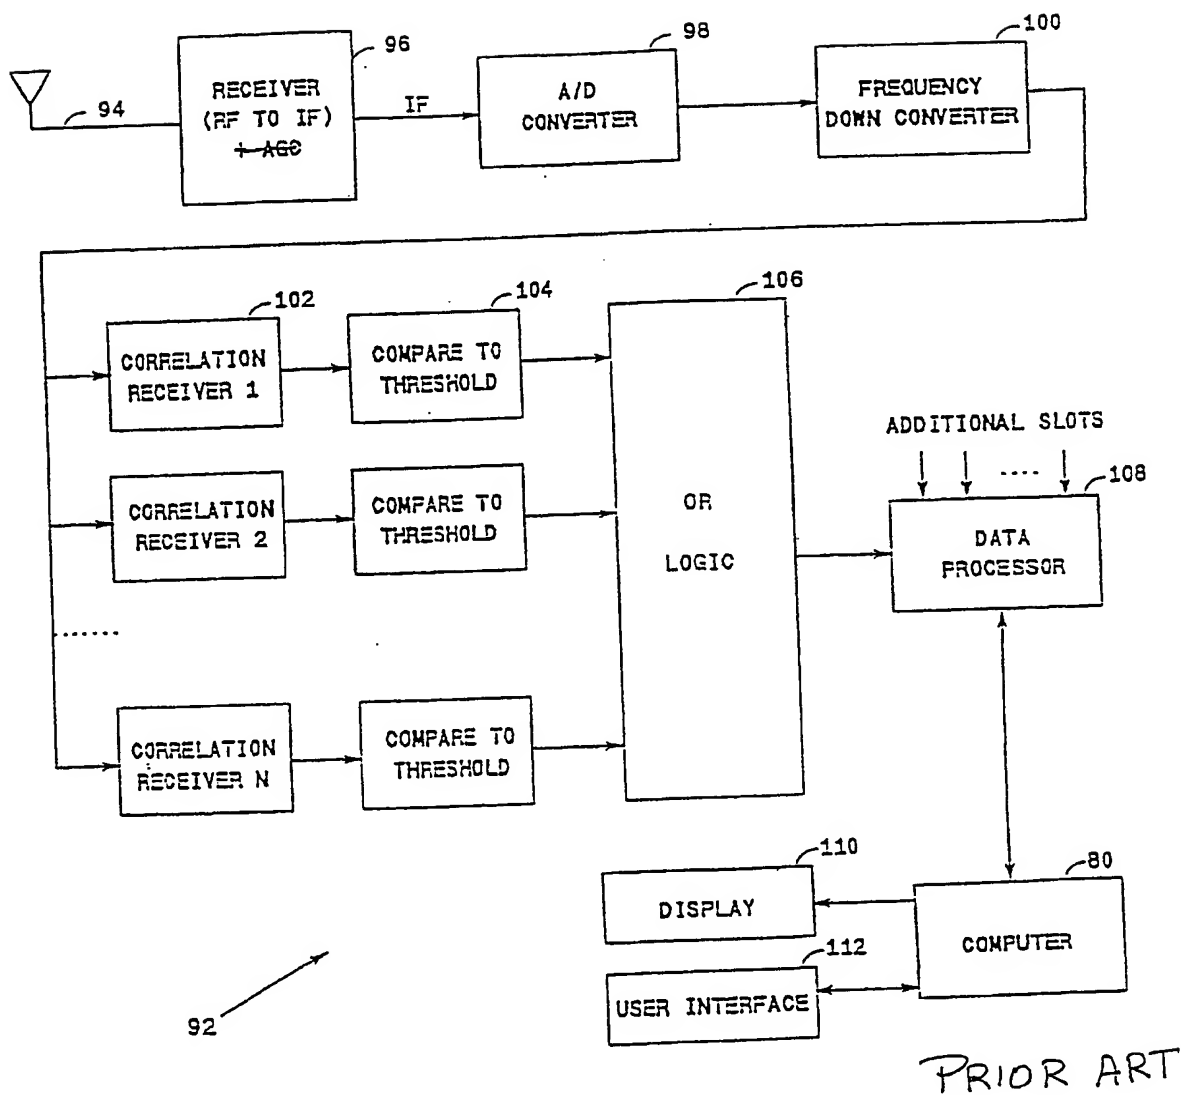 96
98
100
94
RECEIVER
(RF TO IF)
+ AGC
IF
A/D
CONVERTER
FREQUENCY
DOWN CONVERTER
102
104
106
CORRELATION
RECEIVER 1
COMPARE TO
THRESHOLD
CORRELATION
RECEIVER 2
COMPARE TO
THRESHOLD
.......
CORRELATION
RECEIVER N
COMPARE TO
THRESHOLD
OR
LOGIC
ADDITIONAL SLOTS
....
108
DATA
PROCESSOR
110
DISPLAY
80
COMPUTER
112
USER INTERFACE
92
PRIOR ART